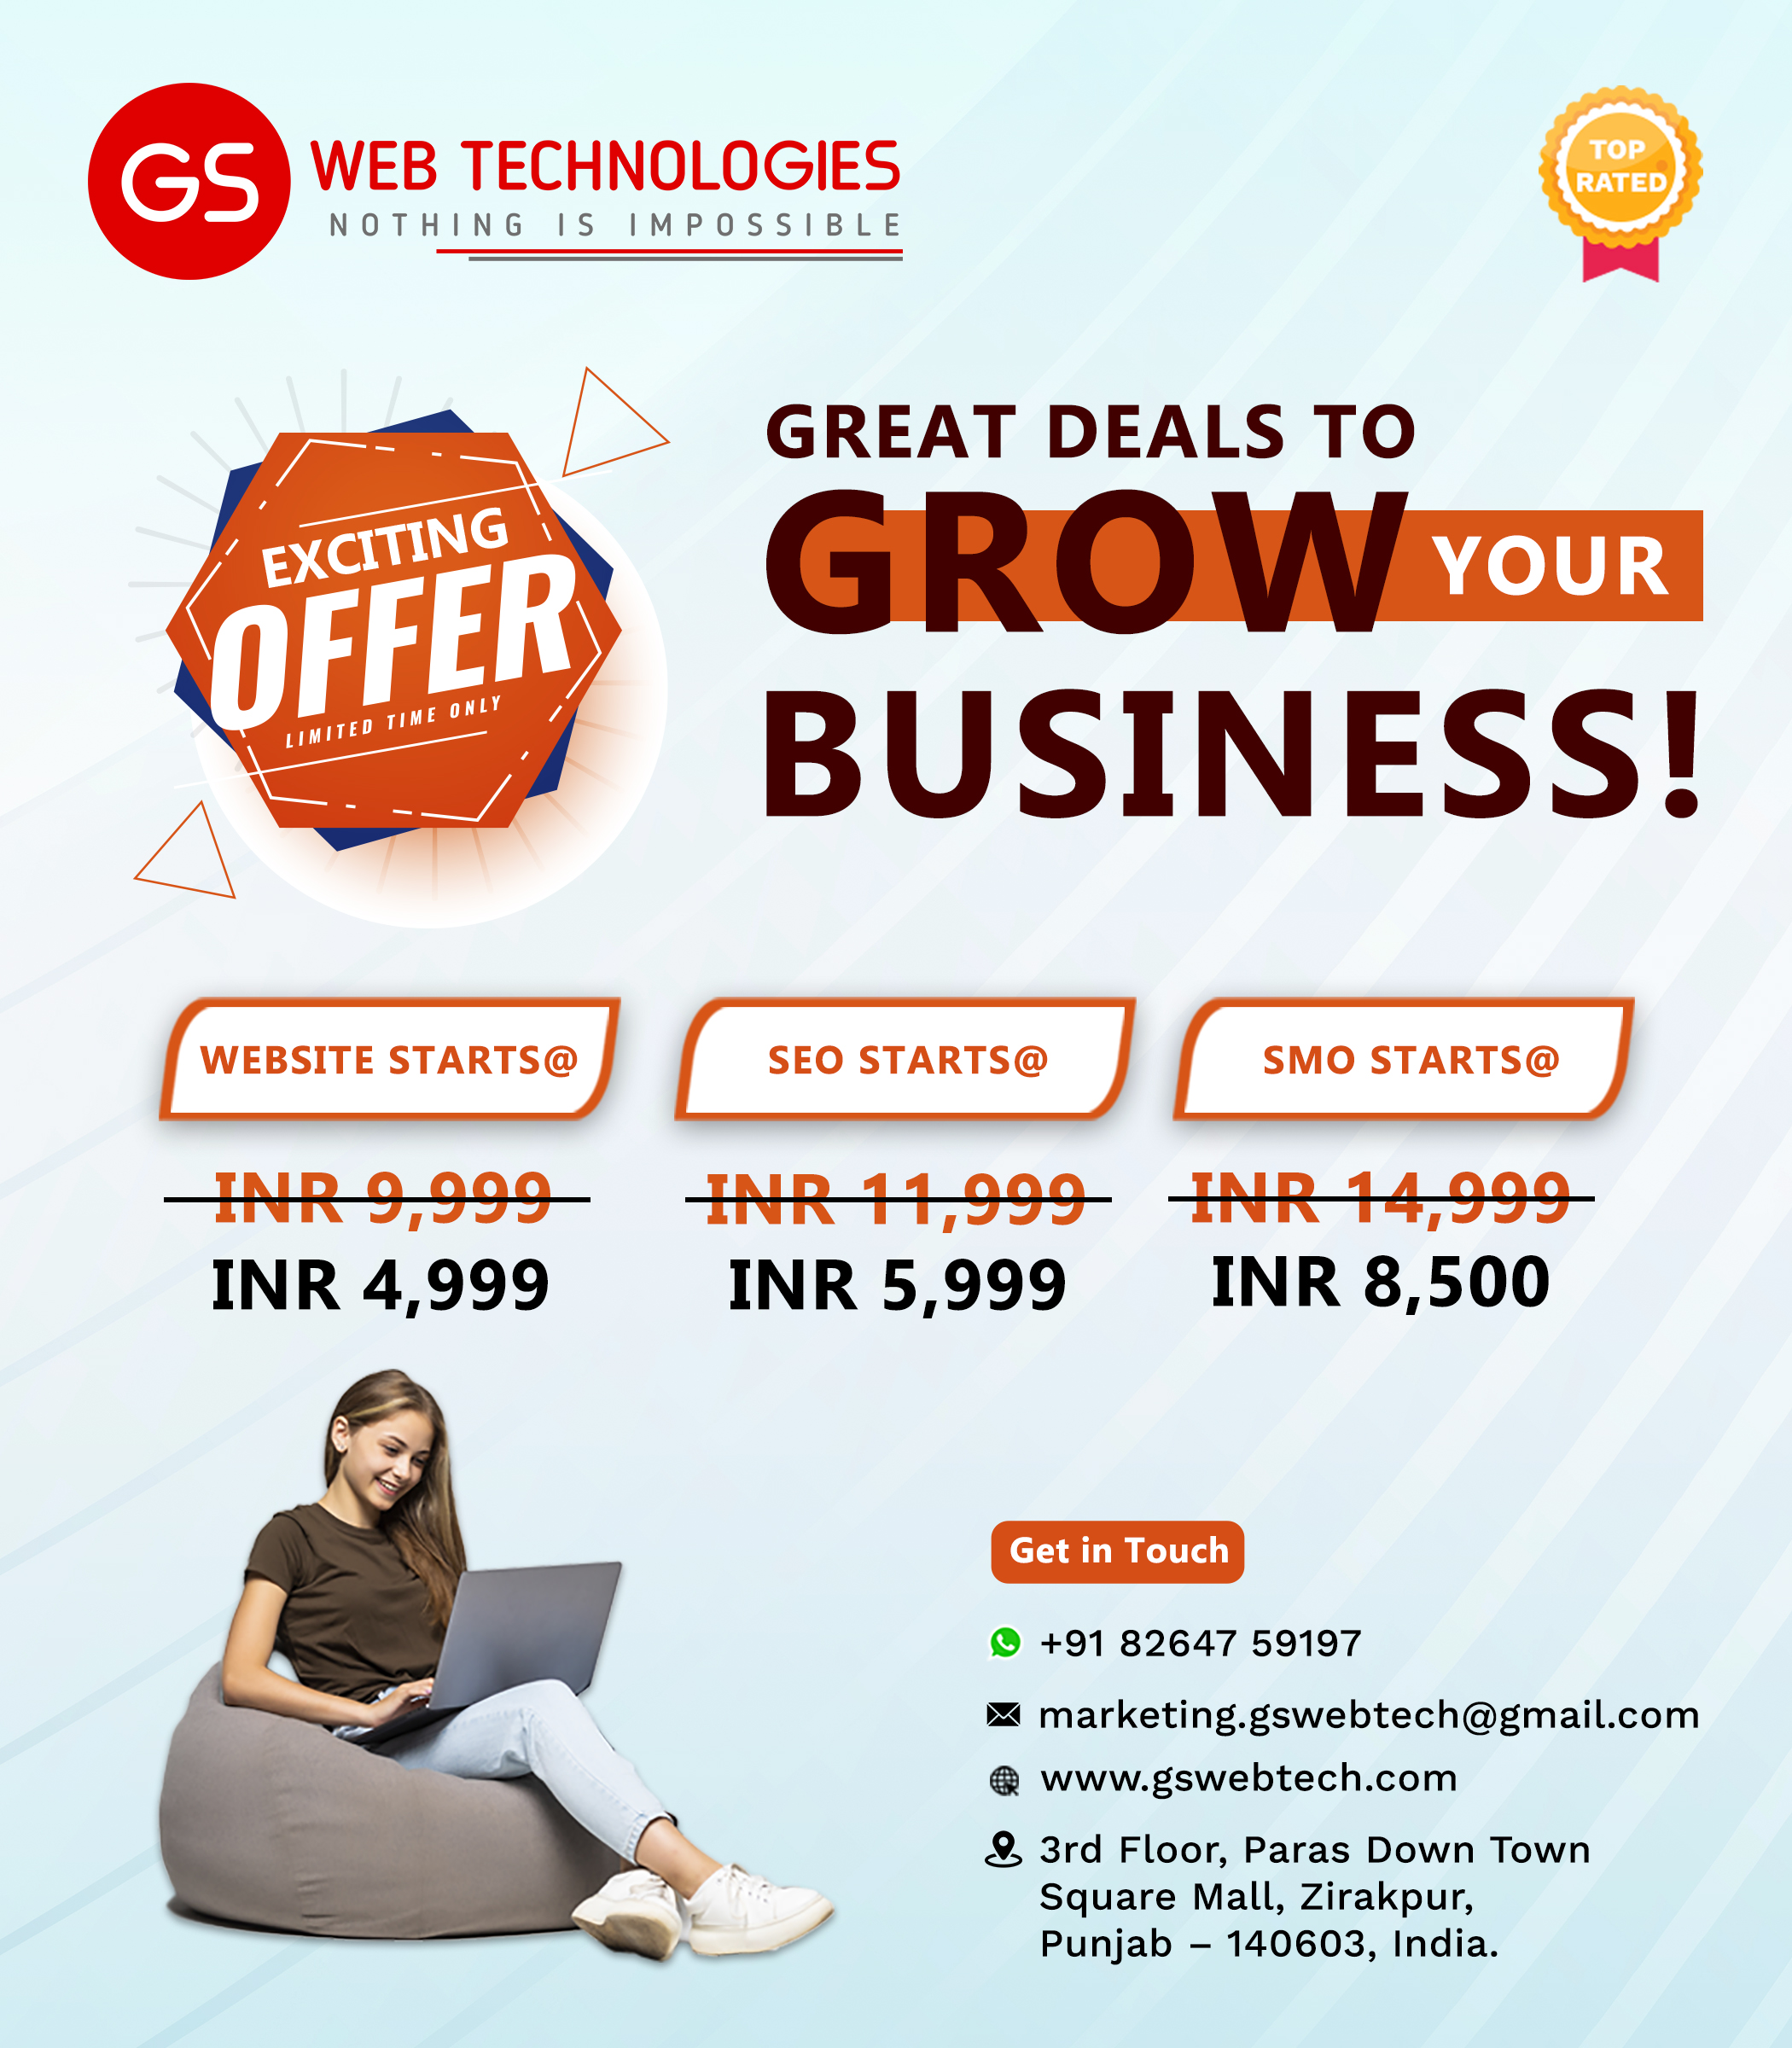 GS
WEB TECHNOLOGIES
NOTHING IS IMPOSSIBLE
TOP
RATED
EXCITING
OFFER
LIMITED TIME ONLY
GREAT DEALS TO
GROW YOUR
BUSINESS!
WEBSITE STARTS@
INR 9,999
INR 4,999
SEO STARTS@
INR 11,999
INR 5,999
SMO STARTS@
INR 14,999
INR 8,500
Get in Touch
+91 82647 59197
marketing.gswebtech@gmail.com
www.gswebtech.com
3rd Floor, Paras Down Town
Square Mall, Zirakpur,
Punjab – 140603, India.